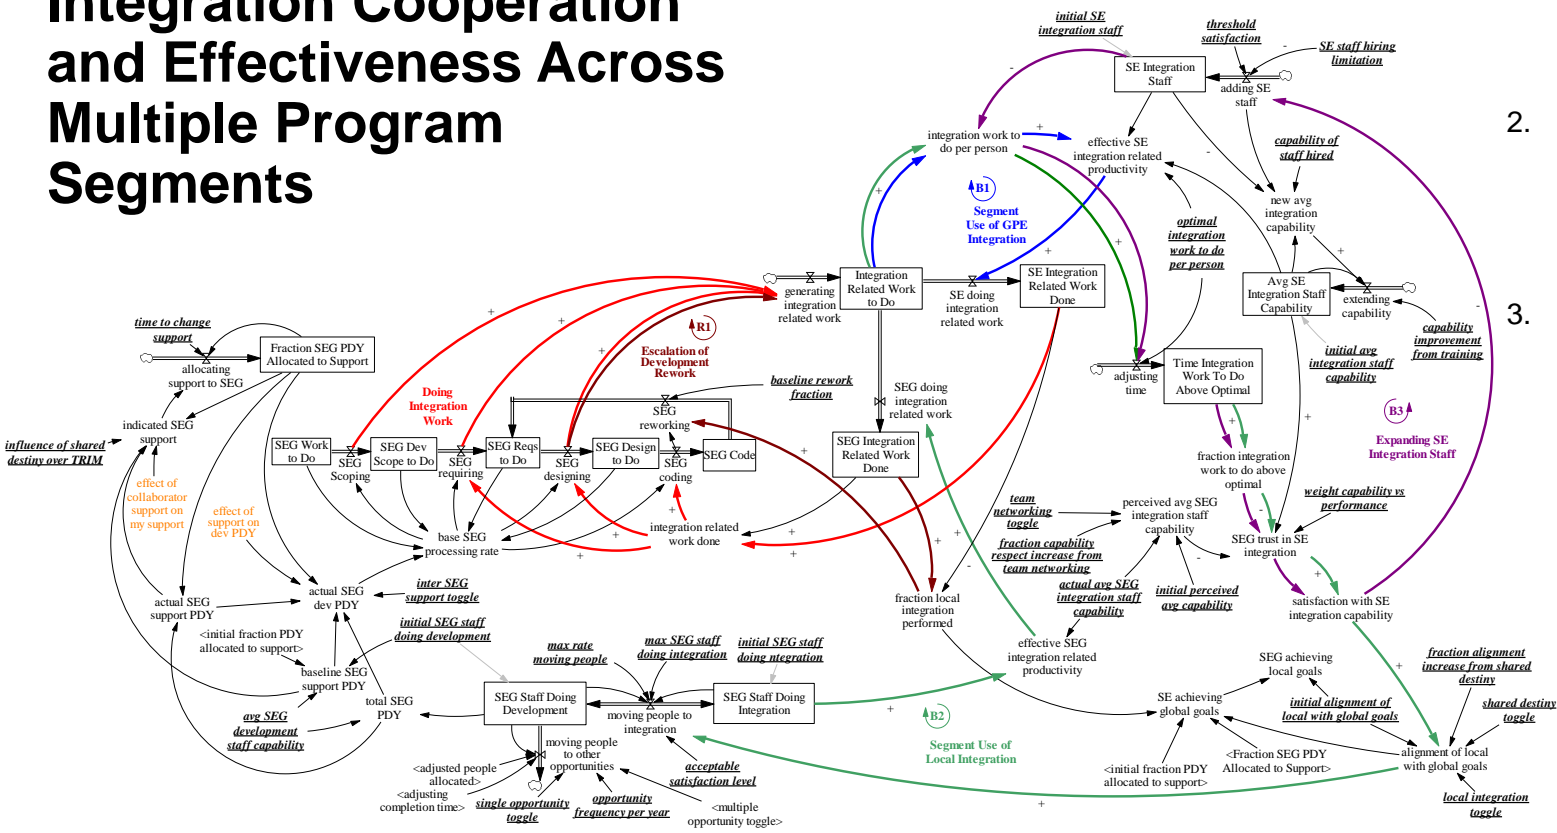 Integration Cooperation
and Effectiveness Across
Multiple Program
Segments
2.
3.
initial SE
integration staff
threshold
satisfaction
SE staff hiring
limitation
SE Integration
Staff
adding SE
staff
integration work to
do per person
effective SE
integration related
productivity
capability of
staff hired
new avg
integration
capability
B1
Segment
Use of GPE
Integration
optimal
integration
work to do
per person
generating
integration
related work
Integration
Related Work
to Do
SE doing
integration
related work
SE Integration
Related Work
Done
Avg SE
Integration Staff
Capability
extending
capability
initial avg
integration staff
capability
capability
improvement
from training
time to change
support
allocating
support to SEG
Fraction SEG PDY
Allocated to Support
R1
Escalation of
Development
Rework
Doing
Integration
Work
baseline rework
fraction
SEG doing
integration
related work
adjusting
time
Time Integration
Work To Do
Above Optimal
B3
Expanding SE
Integration Staff
indicated SEG
support
influence of shared
destiny over TRIM
SEG Work
to Do
SEG
Scoping
SEG Dev
Scope to Do
SEG
requiring
SEG Reqs
to Do
SEG
designing
SEG Design
to Do
SEG
reworking
SEG
coding
SEG Code
SEG Integration
Related Work
Done
fraction integration
work to do above
optimal
weight capability vs
performance
effect of
collaborator
support on
my support
effect of
support on
dev PDY
base SEG
processing rate
integration related
work done
team
networking
toggle
fraction capability
respect increase from
team networking
perceived avg SEG
integration staff
capability
SEG trust in SE
integration
actual avg SEG
integration staff
capability
initial perceived
avg capability
satisfaction with SE
integration capability
actual SEG
support PDY
actual SEG
dev PDY
inter SEG
support toggle
initial SEG staff
doing development
fraction local
integration
performed
<initial fraction PDY
allocated to support>
baseline SEG
support PDY
total SEG
PDY
avg SEG
development
staff capability
max rate
moving people
max SEG staff
doing integration
initial SEG staff
doing ntegration
effective SEG
integration related
productivity
SEG Staff Doing
Development
moving people to
integration
SEG Staff Doing
Integration
B2
Segment Use of
Local Integration
SEG achieving
local goals
SE achieving
global goals
initial alignment of
local with global goals
fraction alignment
increase from shared
destiny
shared destiny
toggle
alignment of local
with global goals
local integration
toggle
<initial fraction PDY
allocated to support>
<Fraction SEG PDY
Allocated to Support>
moving people
to other
opportunities
<adjusted people
allocated>
<adjusting
completion time>
single opportunity
toggle
opportunity
frequency per year
acceptable
satisfaction level
<multiple
opportunity toggle>